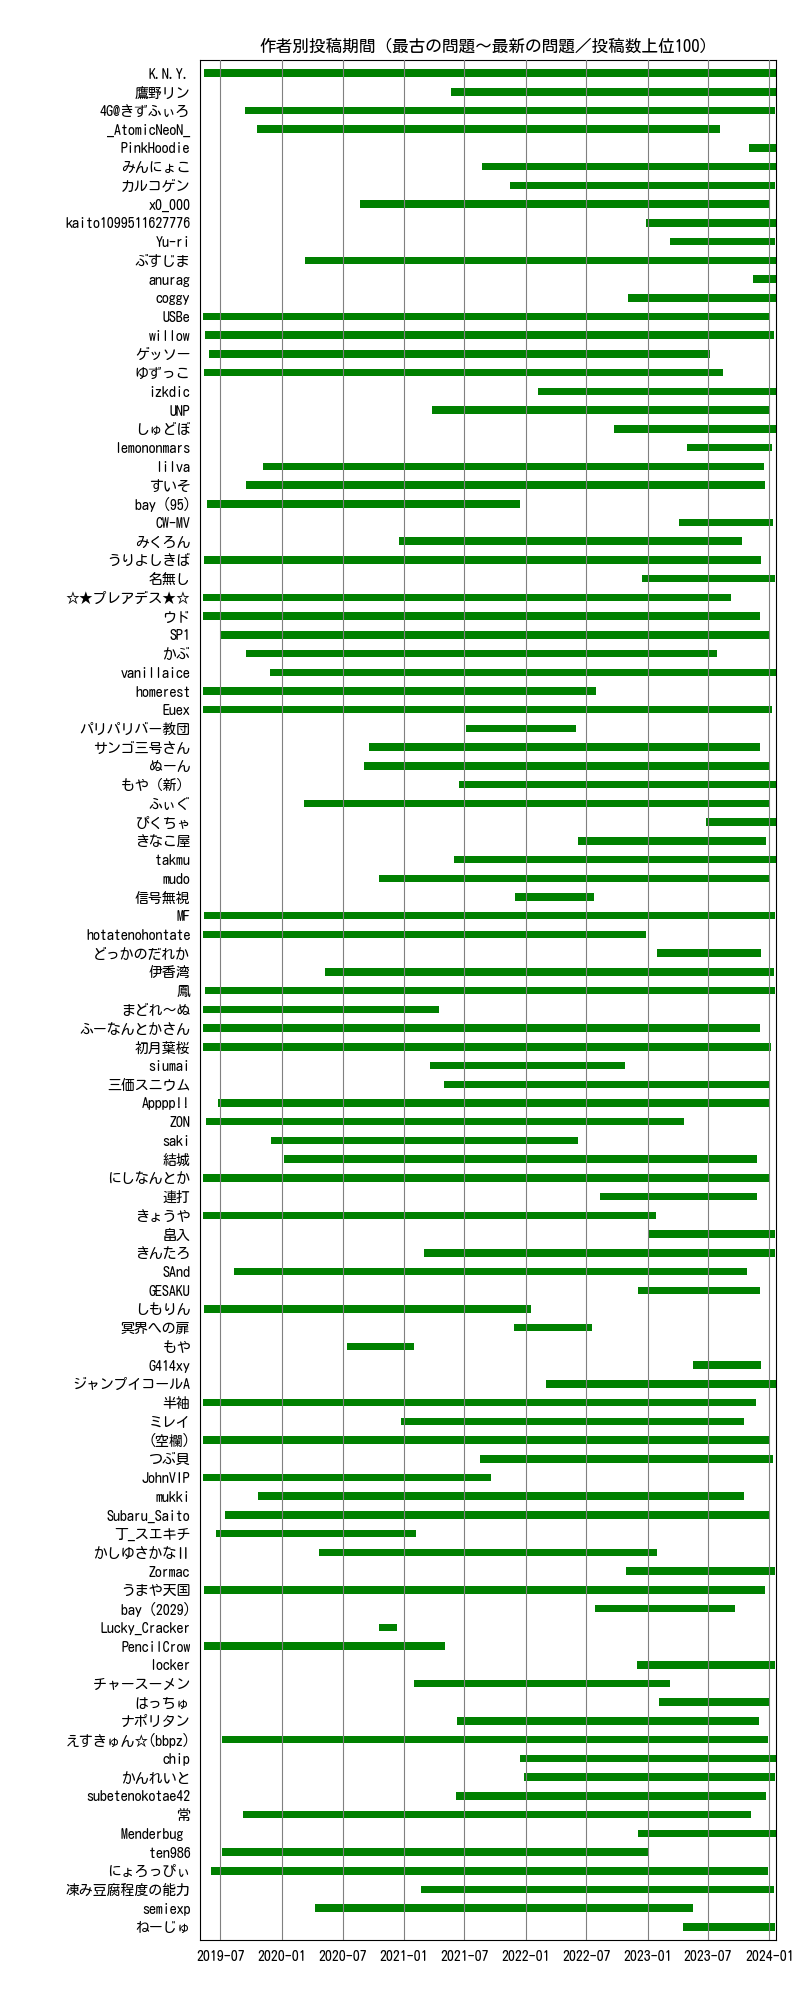 作者別投稿期間（最古の問題～最新の問題／投稿数上位100）
K.N.Y.
鷹野リン
4G@きずふぃろ
_AtomicNeoN_
PinkHoodie
みんにょこ
カルコゲン
x0_000
kaito1099511627776
Yu-ri
ぶすじま
anurag
coggy
USBe
willow
ゲッソー
ゆずっこ
izkdic
UNP
しゅどぼ
lemononmars
lilva
すいそ
bay (95)
CW-MV
みくろん
うりよしきば
名無し
☆★プレアデス★☆
ウド
SP1
かぶ
vanillaice
homerest
Euex
パリパリバー教団
サンゴ三号さん
ぬーん
もや（新）
ふぃぐ
ぴくちゃ
きなこ屋
takmu
mudo
信号無視
MF
hotatenohontate
どっかのだれか
伊香湾
鳳
まどれ～ぬ
ふーなんとかさん
初月葉桜
siumai
三価スニウム
Appppll
ZON
saki
結城
にしなんとか
連打
きょうや
畠入
きんたろ
SAnd
GESAKU
しもりん
冥界への扉
もや
G414xy
ジャンプイコールA
半袖
ミレイ
(空欄)
つぶ貝
JohnVIP
mukki
Subaru_Saito
丁_スエキチ
かしゆさかなII
Zormac
うまや天国
bay (2029)
Lucky_Cracker
PencilCrow
locker
チャースーメン
はっちゅ
ナポリタン
えすきゅん☆(bbpz)
chip
かんれいと
subetenokotae42
常
Menderbug
ten986
にょろっぴぃ
凍み豆腐程度の能力
semiexp
ねーじゅ
2019-07 2020-01 2020-07 2021-01 2021-07 2022-01 2022-07 2023-01 2023-07 2024-01